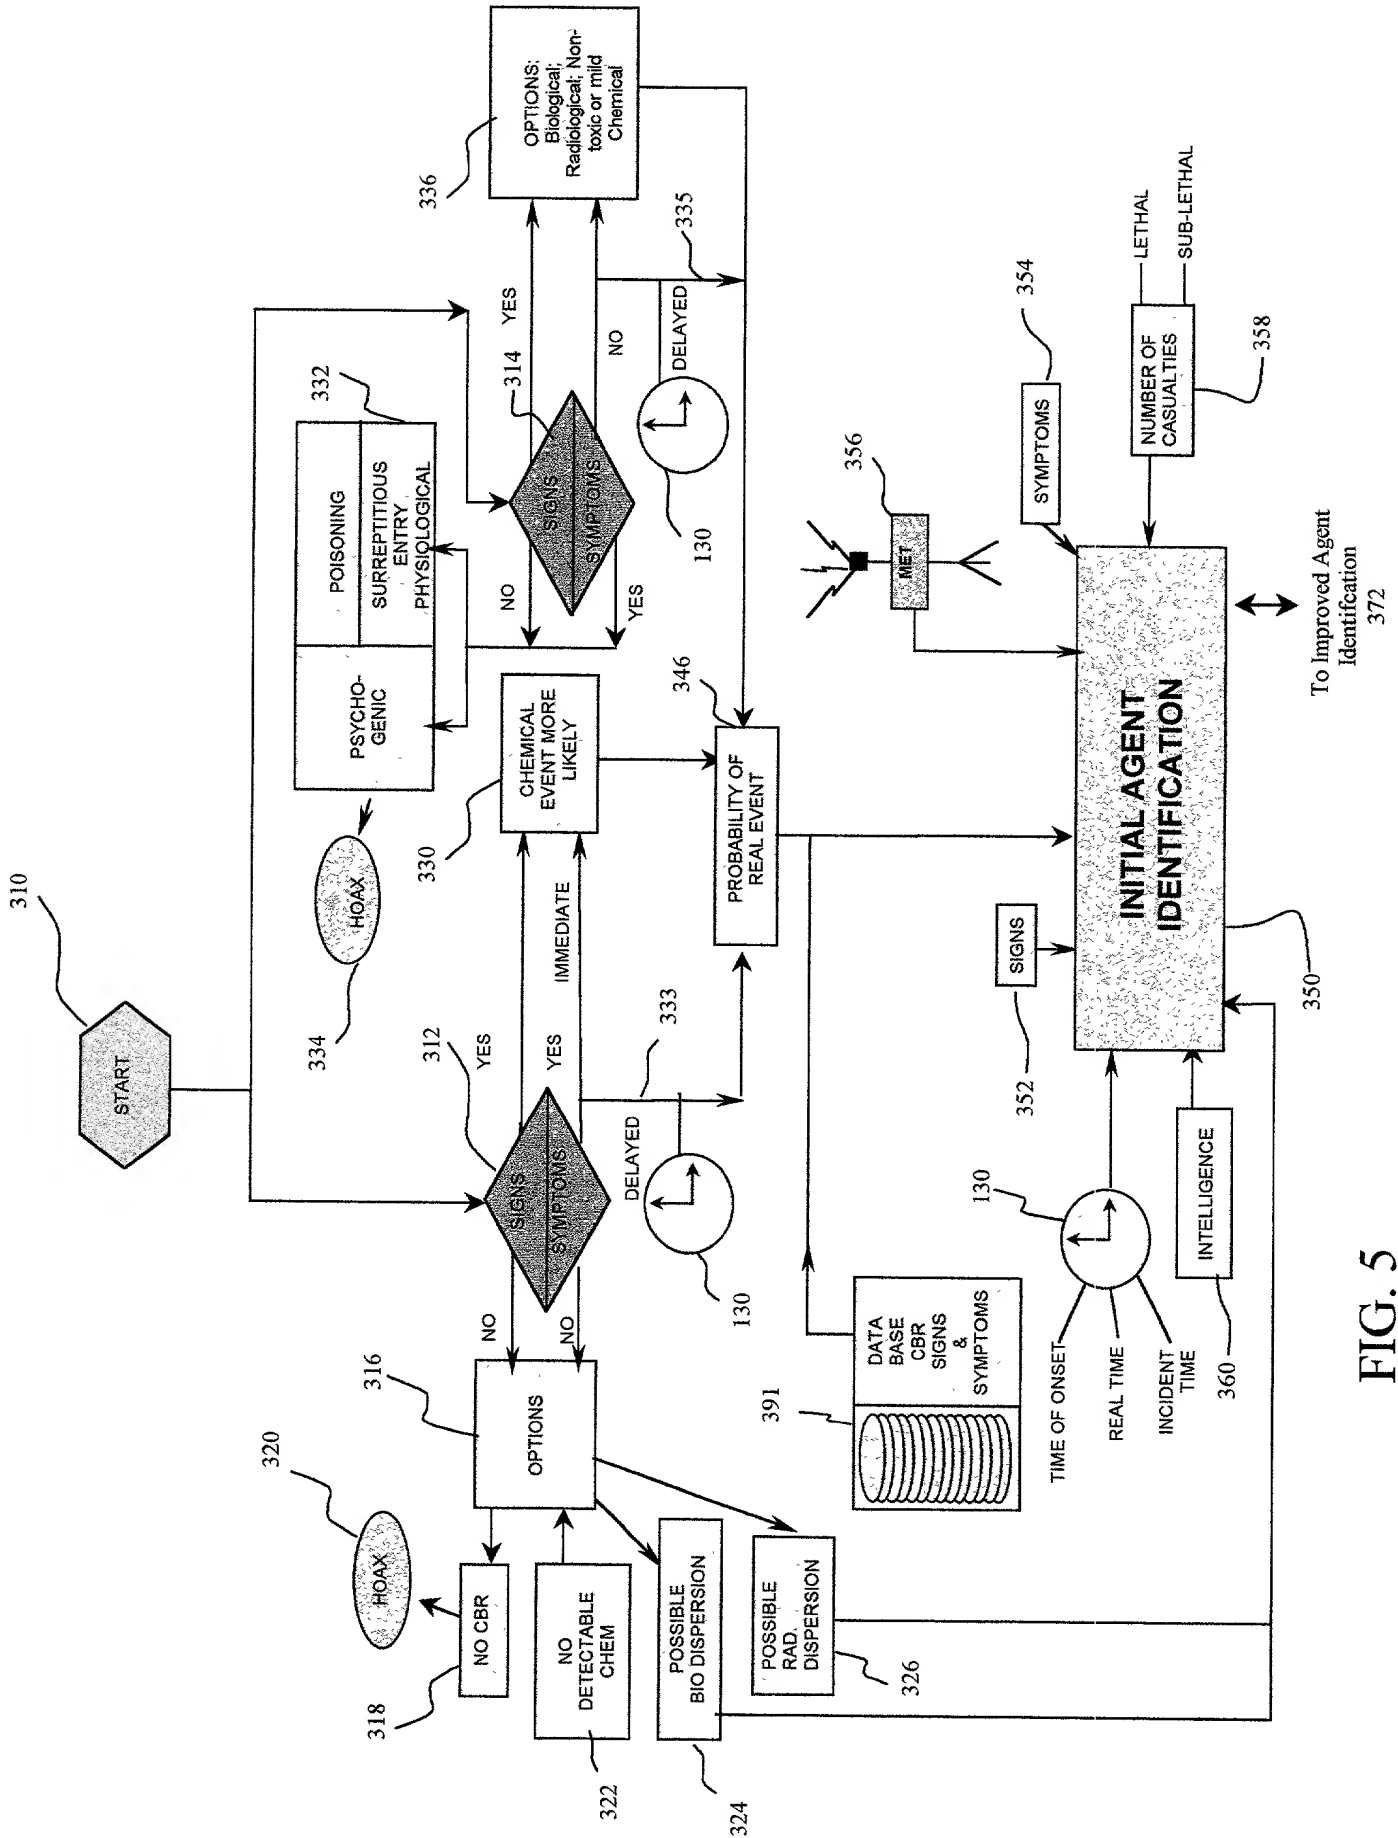 310
START
320
HOAX
318
NO CBR
316
OPTIONS
322
NO
DETECTABLE
CHEM
324
POSSIBLE
BIO DISPERSION
326
POSSIBLE
RAD.
DISPERSION
NO
NO
312
SIGNS
SYMPTOMS
YES
YES
IMMEDIATE
DELAYED
333
130
334
HOAX
332
PSYCHO-
GENIC
POISONING
SURREPTITIOUS
ENTRY
PHYSIOLOGICAL
330
CHEMICAL
EVENT MORE
LIKELY
NO
YES
314
SIGNS
SYMPTOMS
YES
NO
DELAYED
335
130
336
OPTIONS:
Biological;
Radiological; Non-
toxic or mild
Chemical
346
PROBABILITY OF
REAL EVENT
391
DATA
BASE
CBR
SIGNS
&
SYMPTOMS
TIME OF ONSET
REAL TIME
INCIDENT
TIME
130
360
INTELLIGENCE
352
SIGNS
356
MET
354
SYMPTOMS
358
NUMBER OF
CASUALTIES
LETHAL
SUB-LETHAL
350
INITIAL AGENT
IDENTIFICATION
To Improved Agent
Identifcation
372
FIG. 5